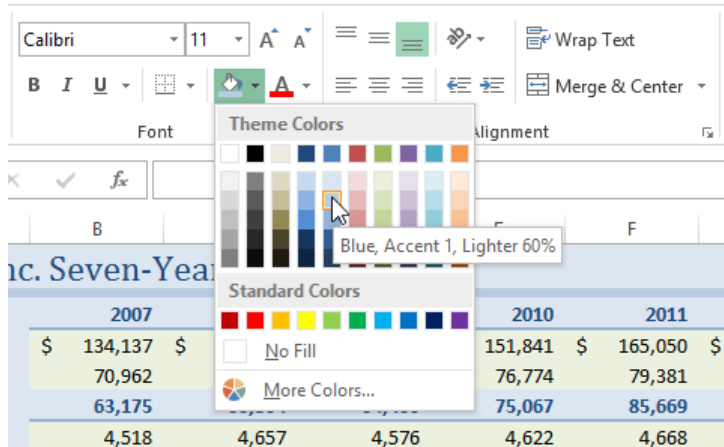 Calibri 11 A A Wrap Text
B I U A Merge & Center
Font Alignment
fx
B F
nc. Seven-Year
Theme Colors
Blue, Accent 1, Lighter 60%
Standard Colors
No Fill
More Colors...
2007 2010 2011
$ 134,137 $ 151,841 $ 165,050 $
70,962 76,774 79,381
63,175 75,067 85,669
4,518 4,657 4,576 4,622 4,668